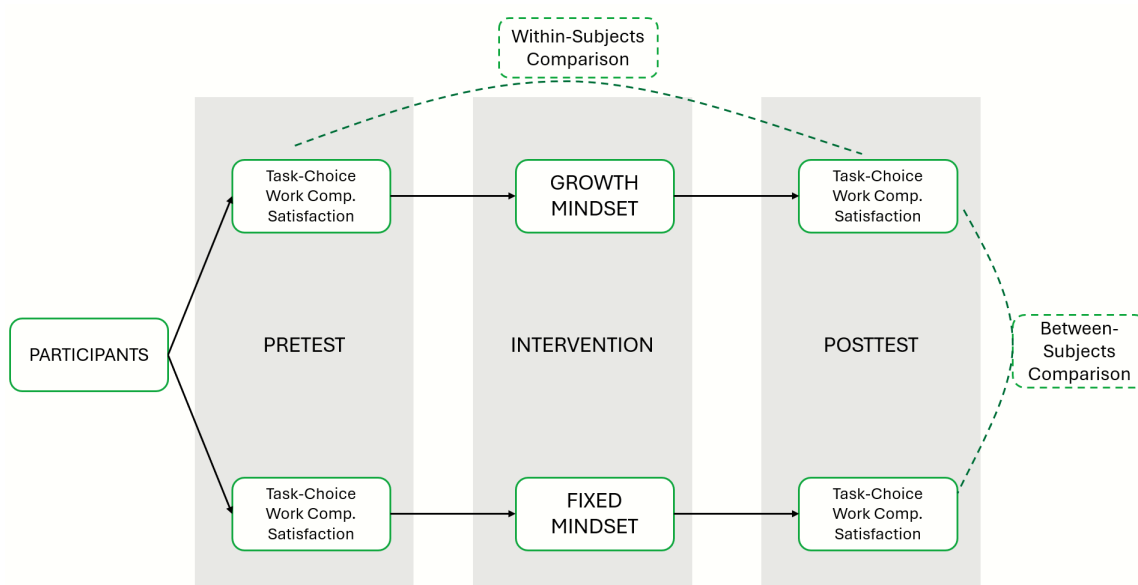 Within-Subjects
Comparison
Task-Choice
Work Comp.
Satisfaction
GROWTH
MINDSET
Task-Choice
Work Comp.
Satisfaction
PARTICIPANTS
PRETEST
INTERVENTION
POSTTEST
Between-
Subjects
Comparison
Task-Choice
Work Comp.
Satisfaction
FIXED
MINDSET
Task-Choice
Work Comp.
Satisfaction